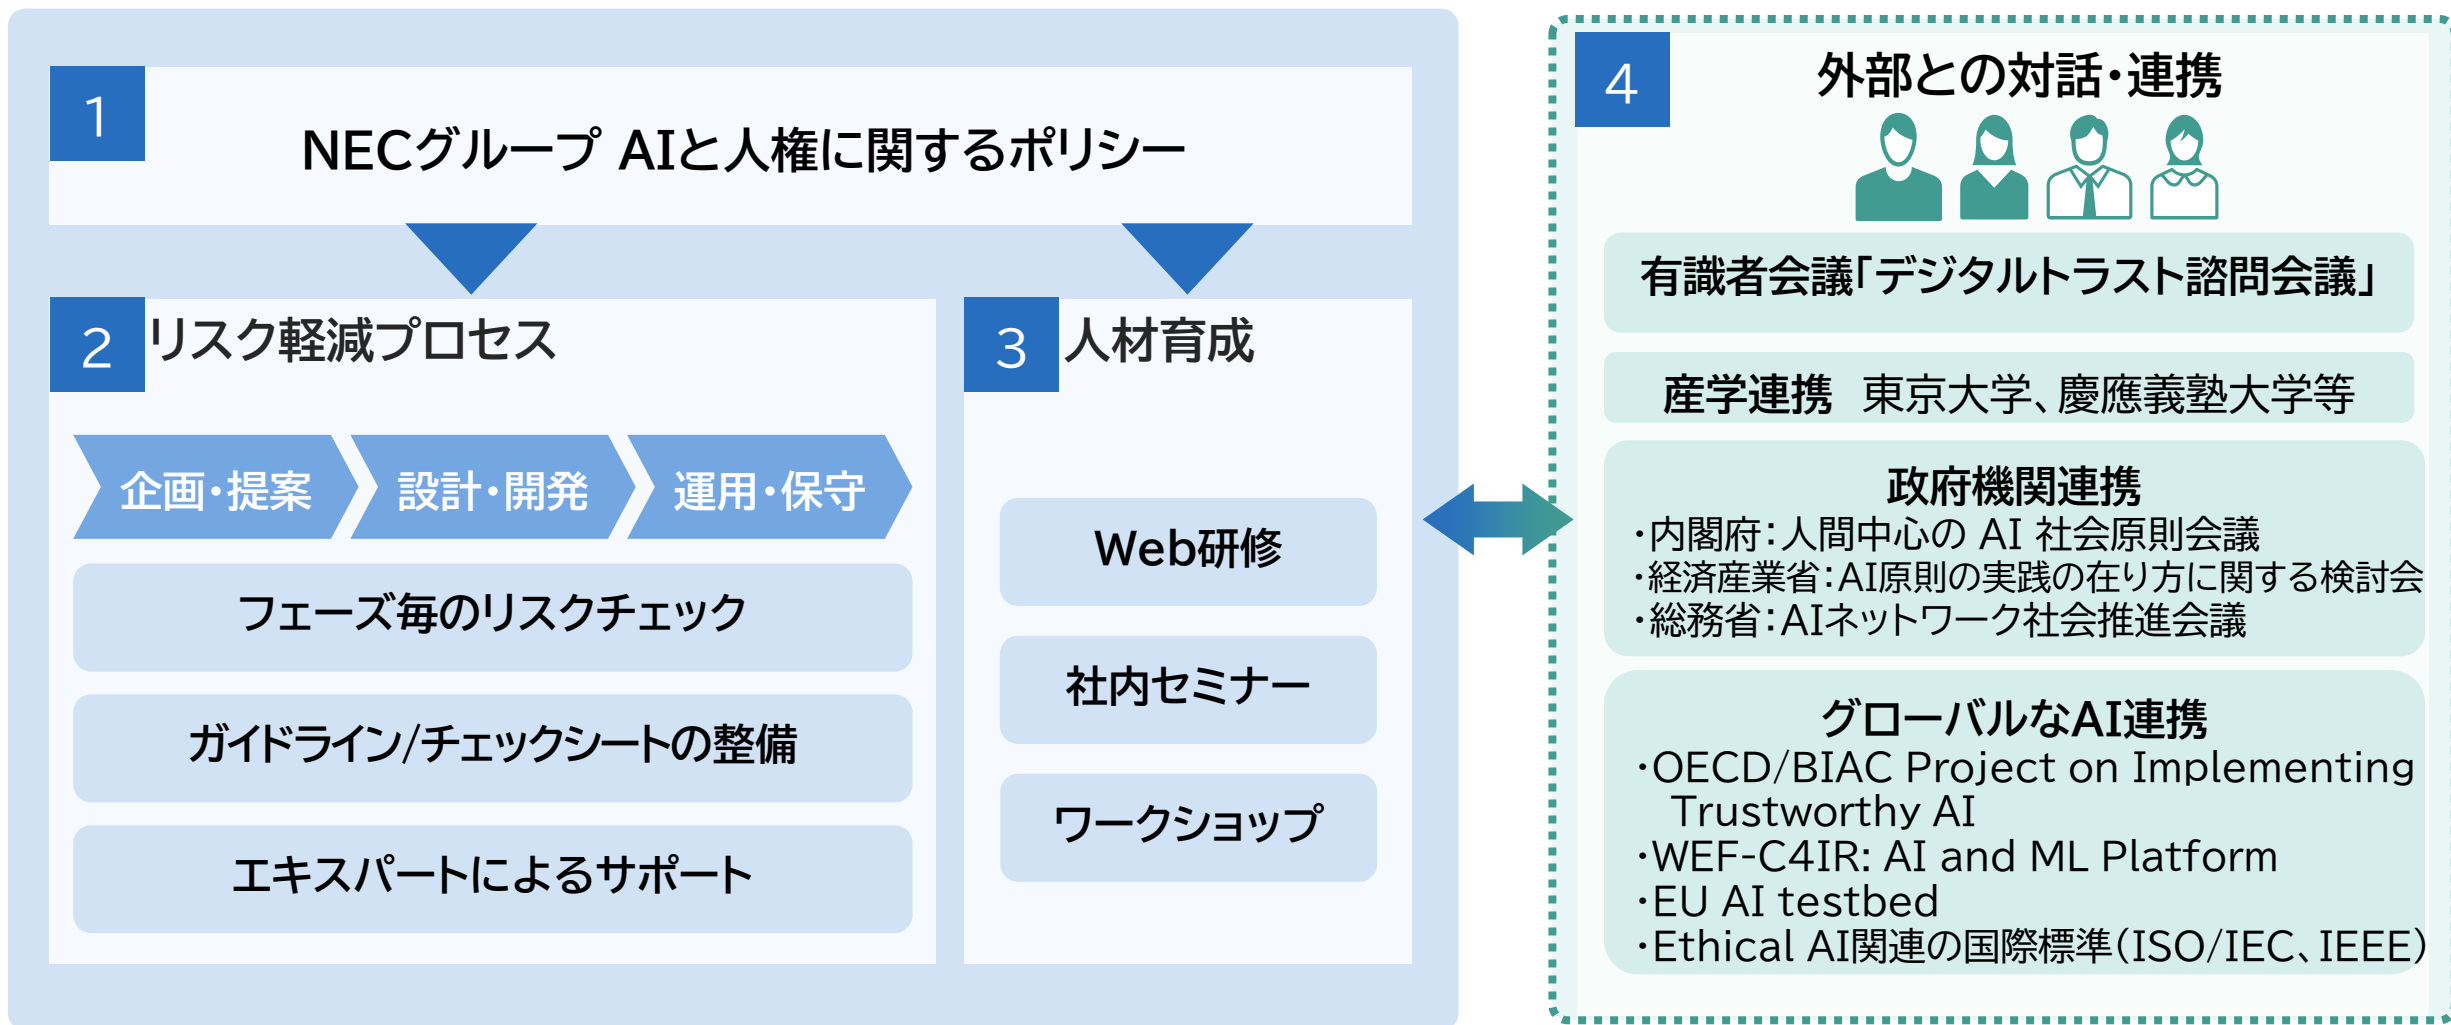 1
NECグループ AIと人権に関するポリシー
2
リスク軽減プロセス
企画・提案
設計・開発
運用・保守
フェーズ毎のリスクチェック
ガイドライン/チェックシートの整備
エキスパートによるサポート
3
人材育成
Web研修
社内セミナー
ワークショップ
4
外部との対話・連携
有識者会議「デジタルトラスト諮問会議」
産学連携　東京大学、慶應義塾大学等
政府機関連携
・内閣府：人間中心の AI 社会原則会議
・経済産業省：AI原則の実践の在り方に関する検討会
・総務省：AIネットワーク社会推進会議
グローバルなAI連携
・OECD/BIAC Project on Implementing
Trustworthy AI
・WEF-C4IR: AI and ML Platform
・EU AI testbed
・Ethical AI関連の国際標準（ISO/IEC、IEEE）